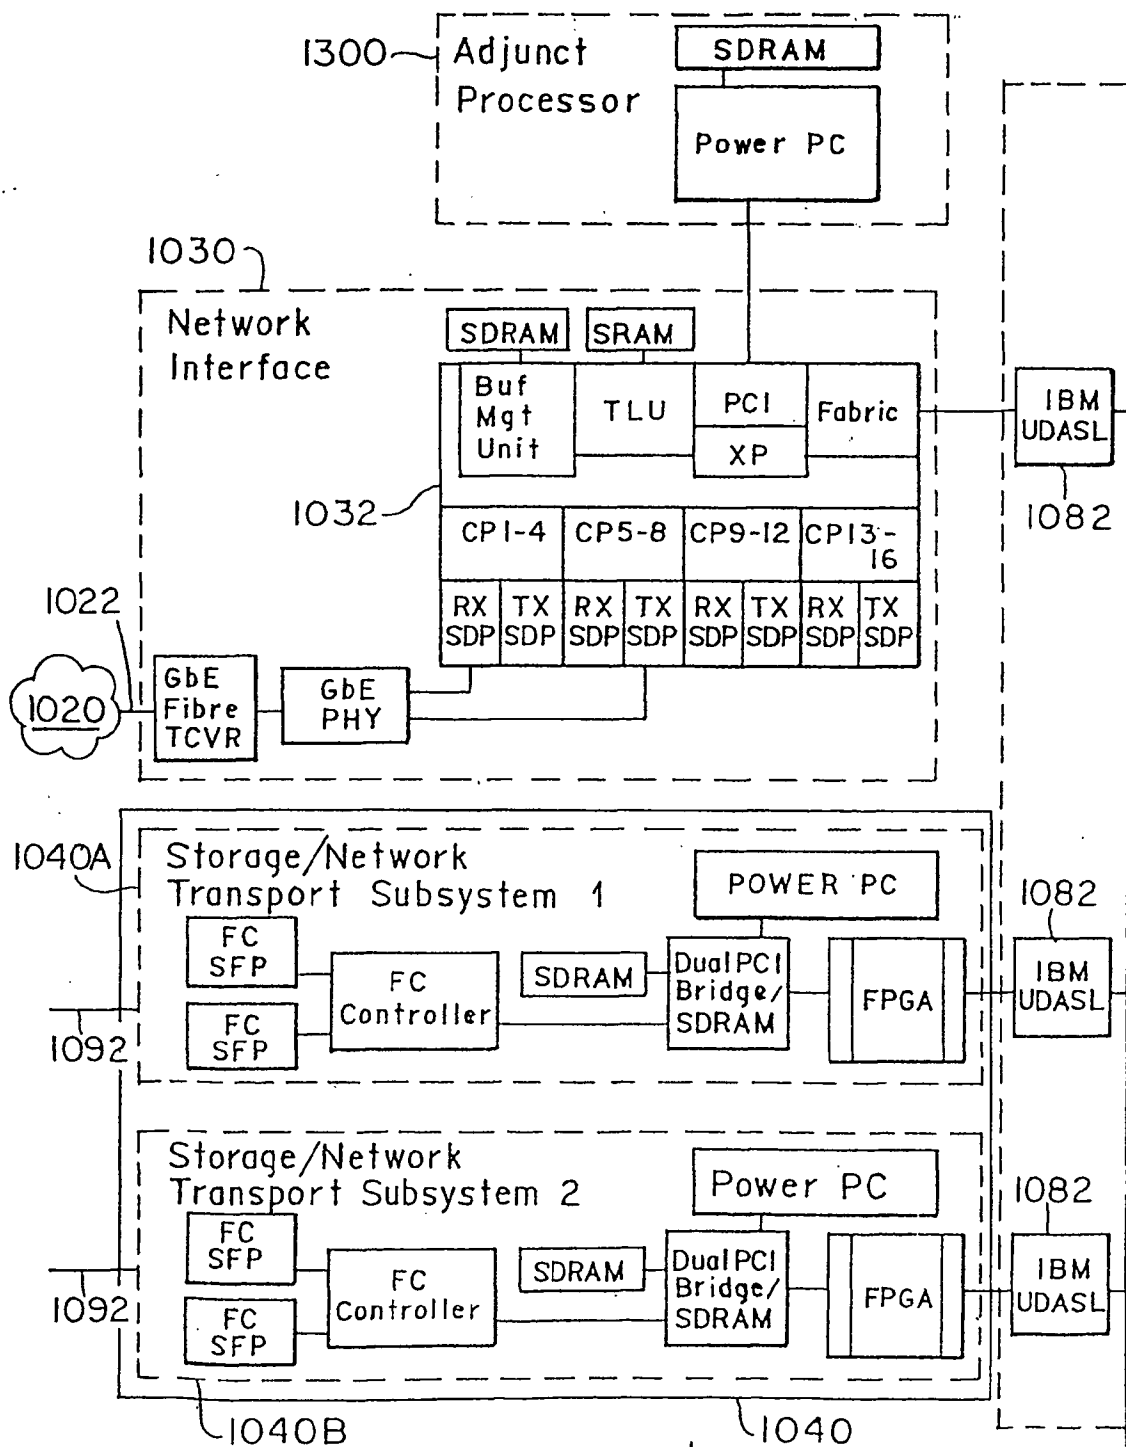 1300
Adjunct
Processor
SDRAM
Power PC
1030
Network
Interface
SDRAM
SRAM
Buf
Mgt
Unit
TLU
PCI
XP
Fabric
IBM
UDASL
1082
1032
CP1-4
CP5-8
CP9-12
CP13-
16
RX
SDP
TX
SDP
RX
SDP
TX
SDP
RX
SDP
TX
SDP
RX
SDP
TX
SDP
1022
1020
GbE
Fibre
TCVR
GbE
PHY
1040A
Storage/Network
Transport Subsystem 1
POWER PC
FC
SFP
FC
SFP
FC
Controller
SDRAM
Dual PCI
Bridge/
SDRAM
FPGA
1082
IBM
UDASL
1092
Storage/Network
Transport Subsystem 2
Power PC
FC
SFP
FC
SFP
FC
Controller
SDRAM
Dual PCI
Bridge/
SDRAM
FPGA
1082
IBM
UDASL
1092
1040B
1040